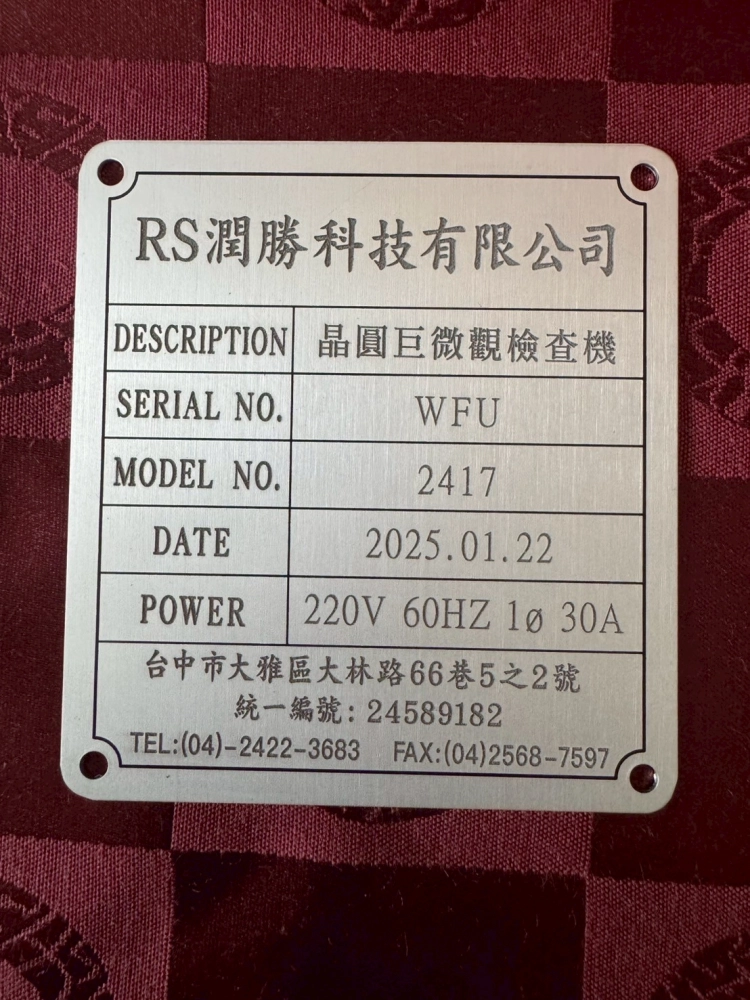 RS潤勝科技有限公司
DESCRIPTION 晶圓巨微觀檢查機
SERIAL NO. WFU
MODEL NO. 2417
DATE 2025.01.22
POWER 220V 60HZ 1ø 30A
台中市大雅區大林路66巷5之2號
統一編號: 24589182
TEL:(04)-2422-3683 FAX:(04)2568-7597